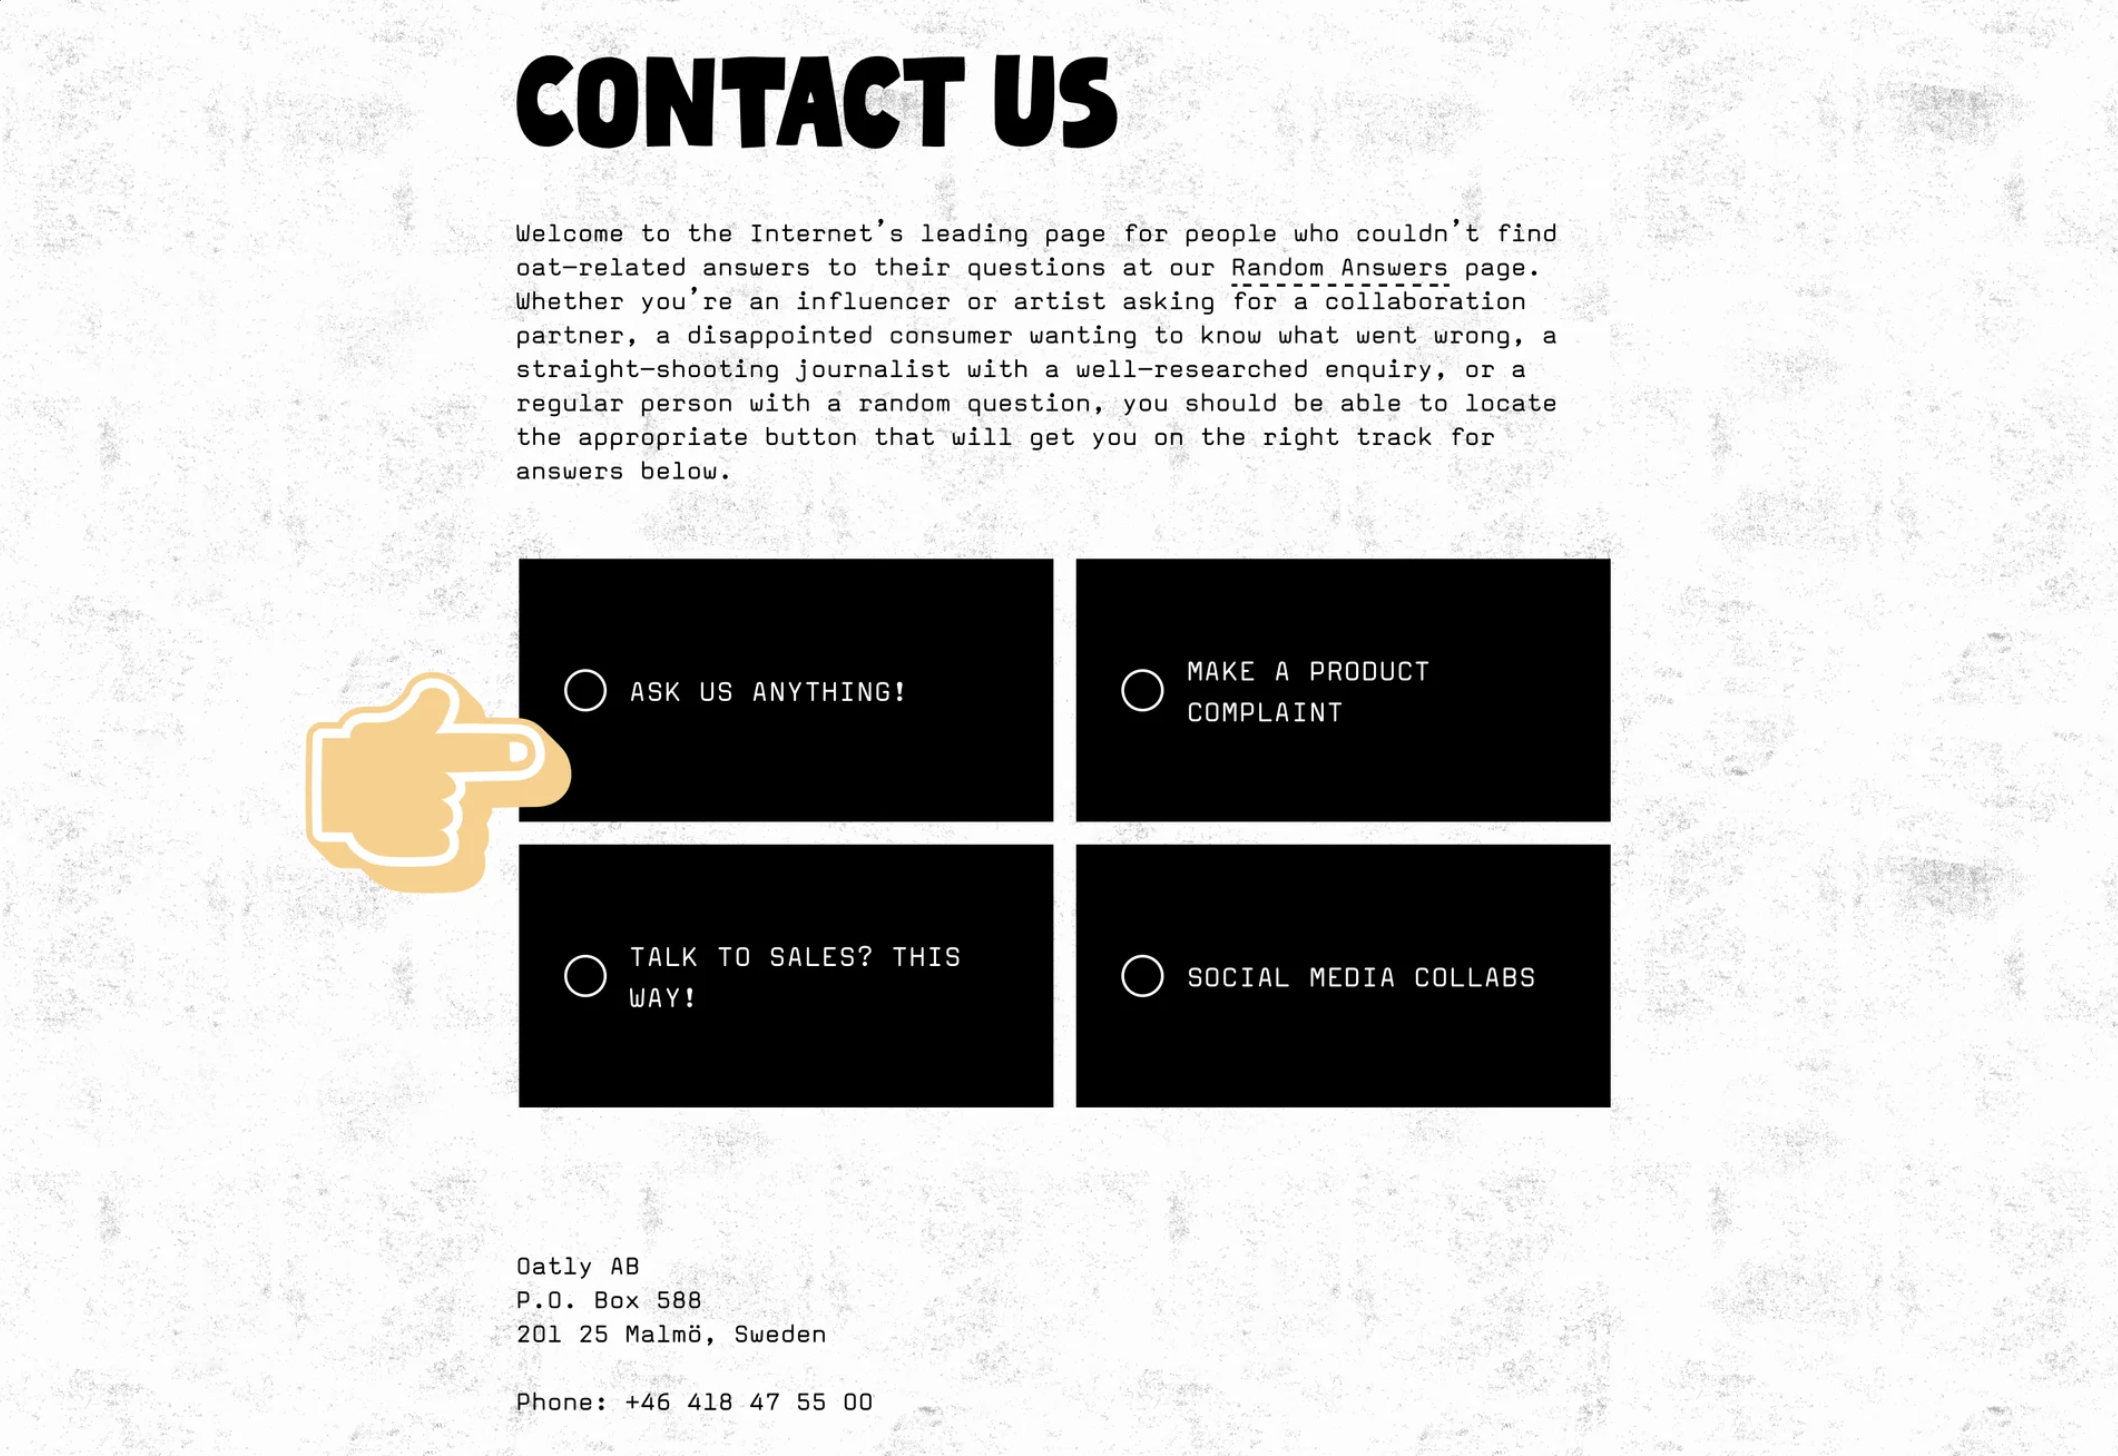 CONTACT US
Welcome to the Internet’s leading page for people who couldn’t find
oat–related answers to their questions at our Random Answers page.
Whether you’re an influencer or artist asking for a collaboration
partner, a disappointed consumer wanting to know what went wrong, a
straight–shooting journalist with a well–researched enquiry, or a
regular person with a random question, you should be able to locate
the appropriate button that will get you on the right track for
answers below.
ASK US ANYTHING!
MAKE A PRODUCT
COMPLAINT
TALK TO SALES? THIS
WAY!
SOCIAL MEDIA COLLABS
Oatly AB
P.O. Box 588
201 25 Malmö, Sweden
Phone: +46 418 47 55 00